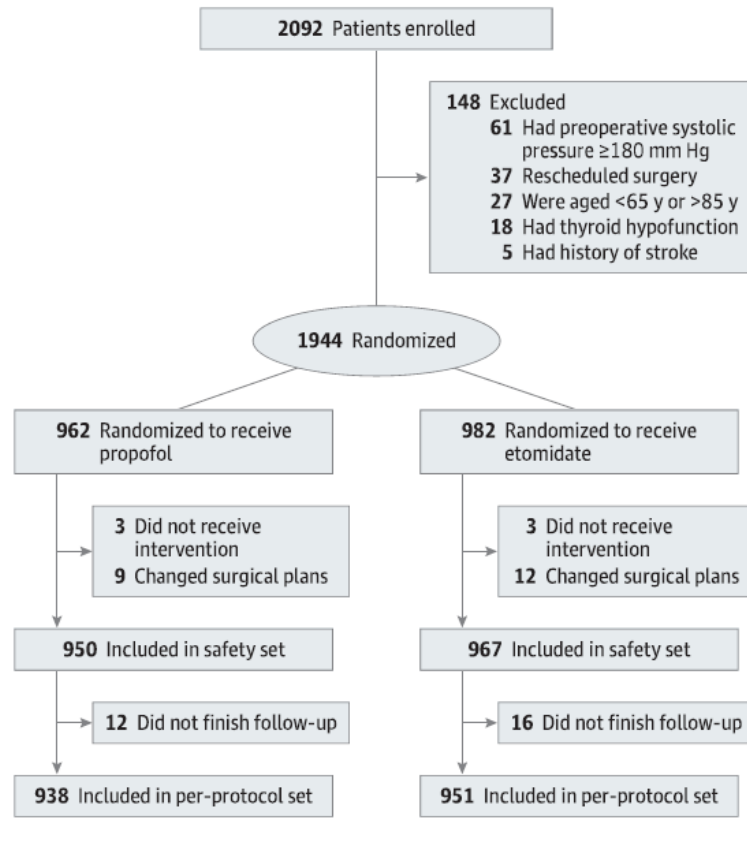 2092 Patients enrolled
148 Excluded
61 Had preoperative systolic
pressure ≥180 mm Hg
37 Rescheduled surgery
27 Were aged <65 y or >85 y
18 Had thyroid hypofunction
5 Had history of stroke
1944 Randomized
962 Randomized to receive
propofol
982 Randomized to receive
etomidate
3 Did not receive
intervention
9 Changed surgical plans
3 Did not receive
intervention
12 Changed surgical plans
950 Included in safety set
967 Included in safety set
12 Did not finish follow-up
16 Did not finish follow-up
938 Included in per-protocol set
951 Included in per-protocol set